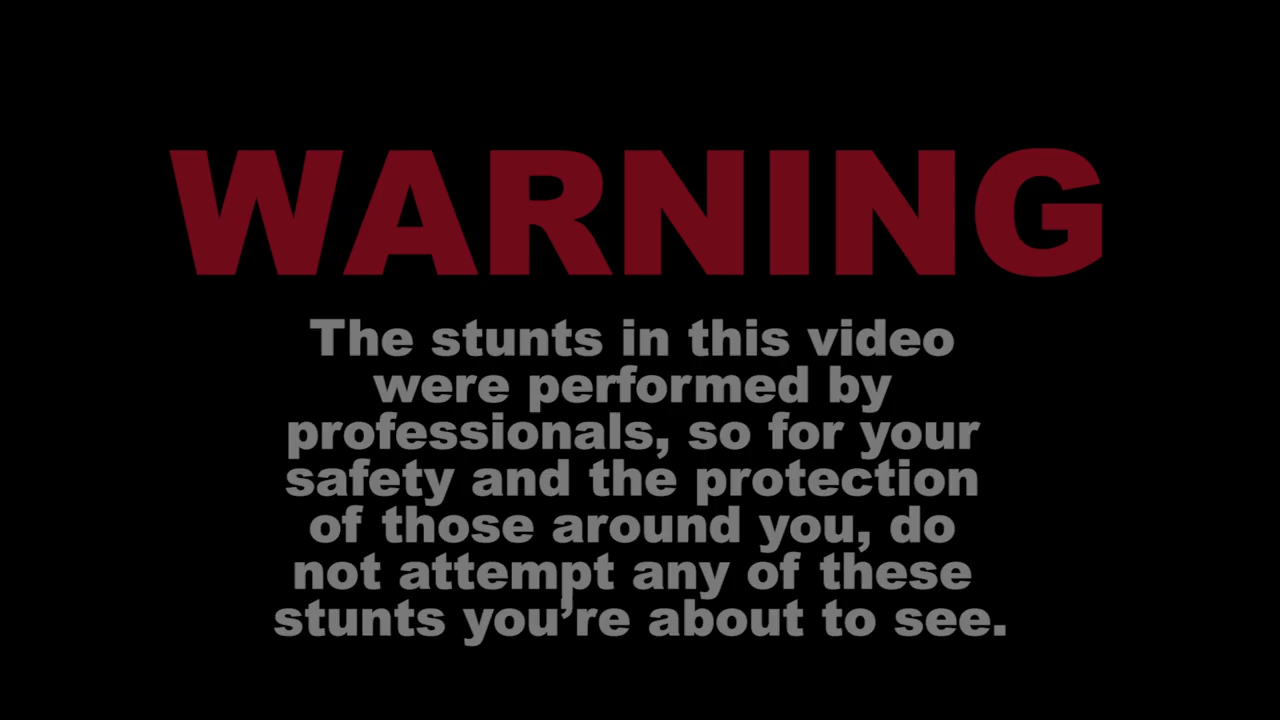 WARNING
The stunts in this video
were performed by
professionals, so for your
safety and the protection
of those around you, do
not attempt any of these
stunts you’re about to see.